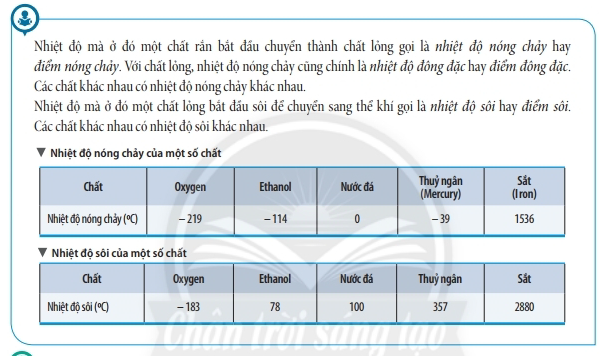 Nhiệt độ mà ở đó một chất rắn bắt đầu chuyển thành chất lỏng gọi là nhiệt độ nóng chảy hay
điểm nóng chảy. Với chất lỏng, nhiệt độ nóng chảy cũng chính là nhiệt độ đông đặc hay điểm đông đặc.
Các chất khác nhau có nhiệt độ nóng chảy khác nhau.
Nhiệt độ mà ở đó một chất lỏng bắt đầu sôi để chuyển sang thể khí gọi là nhiệt độ sôi hay điểm sôi.
Các chất khác nhau có nhiệt độ sôi khác nhau.
▼ Nhiệt độ nóng chảy của một số chất
Chất Oxygen Ethanol Nước đá Thuỷ ngân (Mercury) Sắt (Iron)
Nhiệt độ nóng chảy (ºC) – 219 – 114 0 – 39 1536
▼ Nhiệt độ sôi của một số chất
Chất Oxygen Ethanol Nước đá Thuỷ ngân Sắt
Nhiệt độ sôi (ºC) – 183 78 100 357 2880
Chân trời sáng tạo